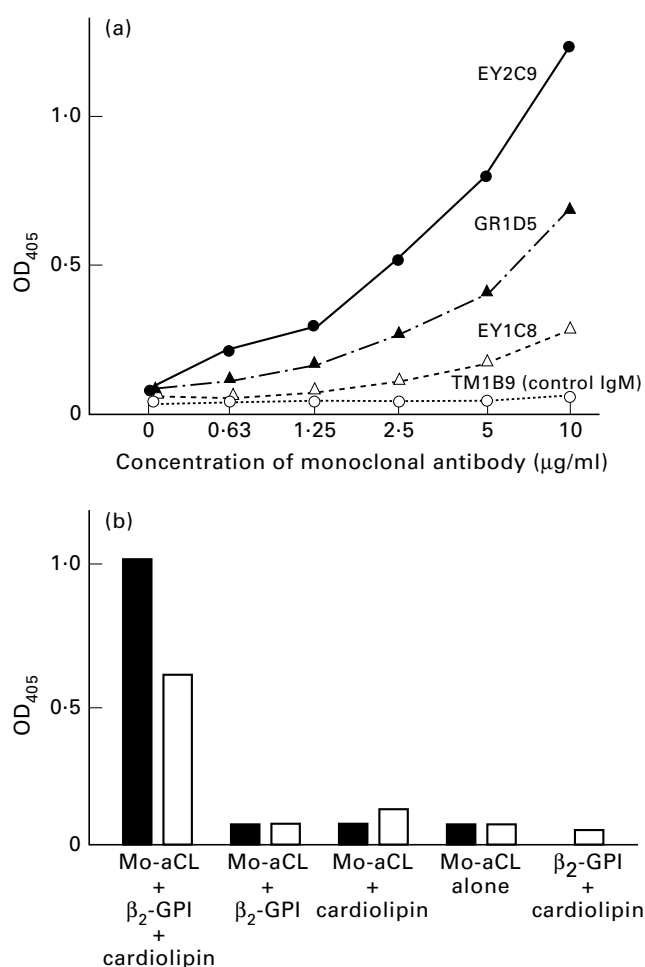 (a)
EY2C9
1·0
GR1D5
OD405
0·5
EY1C8
TM1B9 (control IgM)
0
0 0·63 1·25 2·5 5 10
Concentration of monoclonal antibody (μg/ml)
(b)
1·0
OD405
0·5
0
Mo-aCL Mo-aCL Mo-aCL Mo-aCL β2-GPI
+ + + alone +
β2-GPI β2-GPI cardiolipin cardiolipin
+
cardiolipin